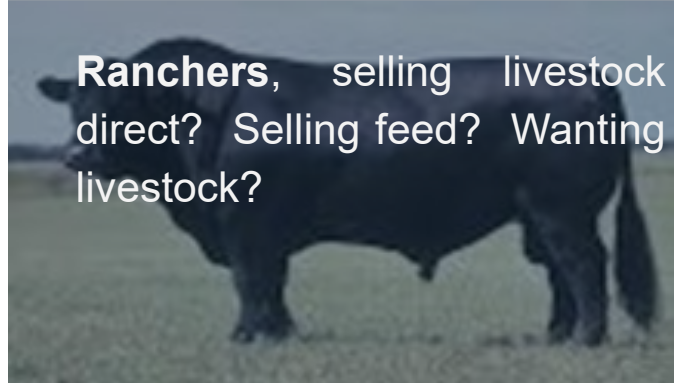 Ranchers, selling livestock
direct? Selling feed? Wanting
livestock?